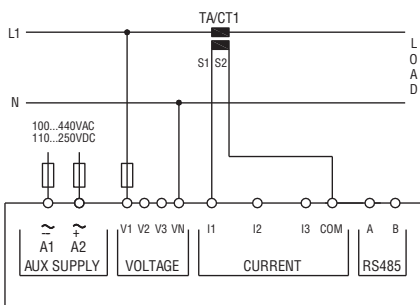 TA/CT1
L1
S1 S2
LOAD
N
100...440VAC
110...250VDC
V1 V2 V3 VN I1 I2 I3 COM A B
~ ~
– +
A1 A2
AUX SUPPLY VOLTAGE CURRENT RS485